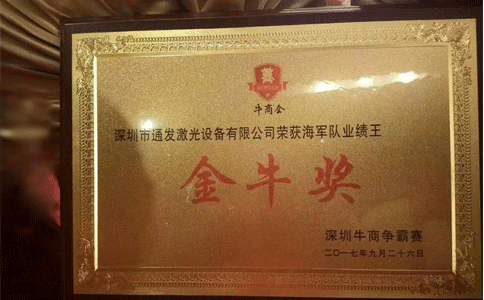 牛商会
深圳市通发激光设备有限公司荣获海军队业绩王
金牛奖
深圳牛商争霸赛
二〇一七年九月二十六日